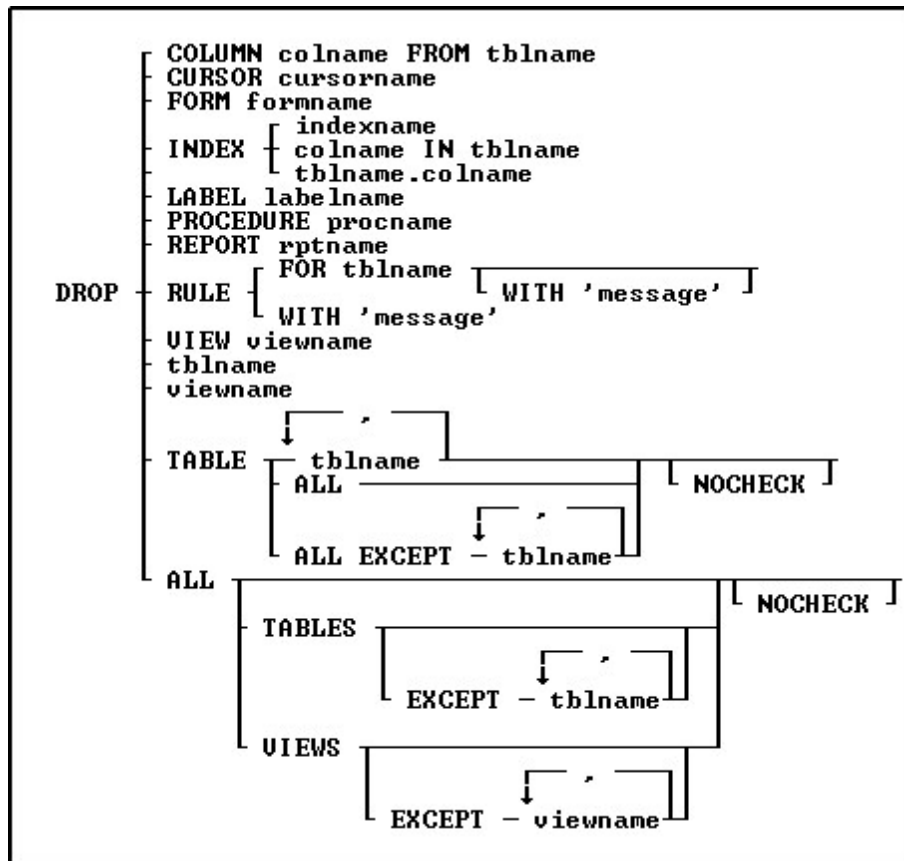 COLUMN colname FROM tblname
CURSOR cursorname
FORM formname
indexname
INDEX colname IN tblname
tblname.colname
LABEL labelname
PROCEDURE procname
REPORT rptname
FOR tblname
DROP RULE WITH 'message'
WITH 'message'
VIEW viewname
tblname
viewname
,
TABLE tblname
ALL NOCHECK
,
ALL EXCEPT tblname
ALL
NOCHECK
TABLES
,
EXCEPT tblname
VIEWS
,
EXCEPT viewname